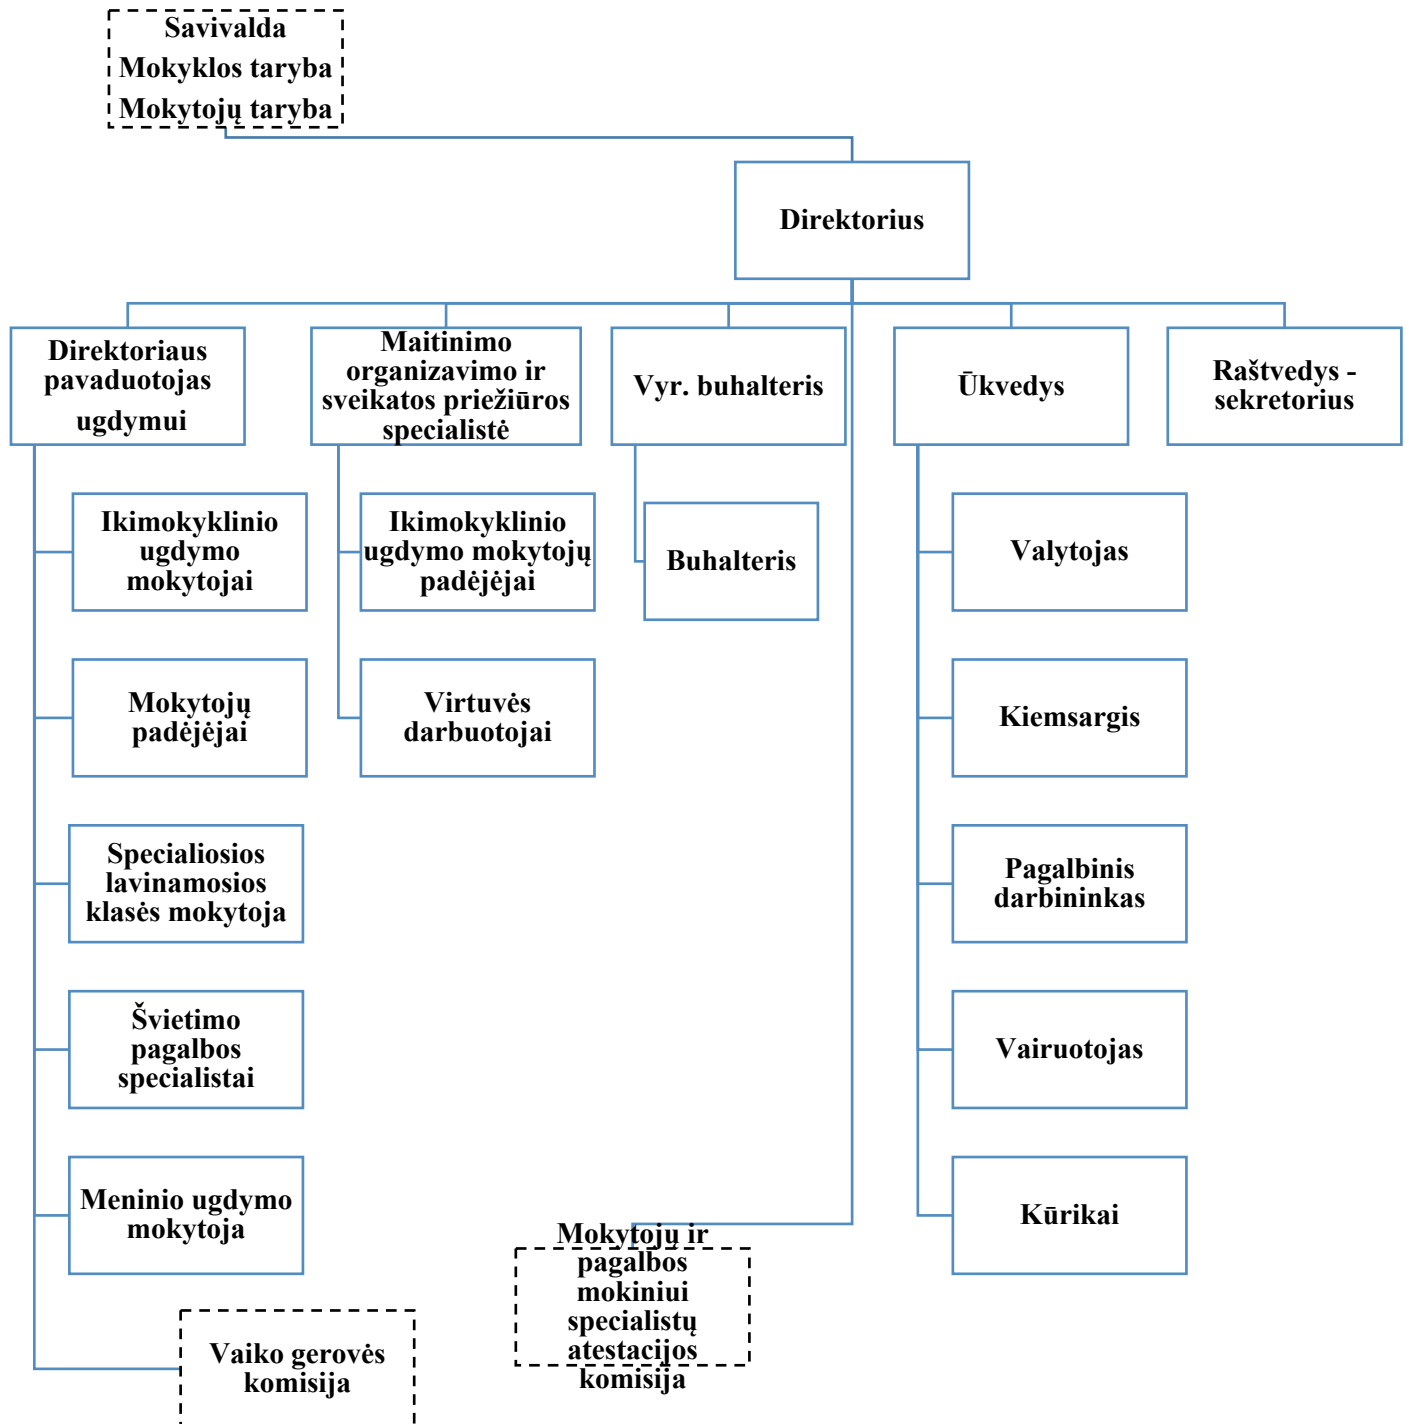 Savivalda
Mokyklos taryba
Mokytojų taryba
Direktorius
Direktoriaus
pavaduotojas
ugdymui
Maitinimo
organizavimo ir
sveikatos priežiūros
specialistė
Vyr. buhalteris
Ūkvedys
Raštvedys -
sekretorius
Ikimokyklinio
ugdymo
mokytojai
Ikimokyklinio
ugdymo mokytojų
padėjėjai
Buhalteris
Valytojas
Mokytojų
padėjėjai
Virtuvės
darbuotojai
Kiemsargis
Specialiosios
lavinamosios
klasės mokytoja
Pagalbinis
darbininkas
Švietimo
pagalbos
specialistai
Vairuotojas
Meninio ugdymo
mokytoja
Kūrikai
Mokytojų ir
pagalbos
mokiniui
specialistų
atestacijos
komisija
Vaiko gerovės
komisija